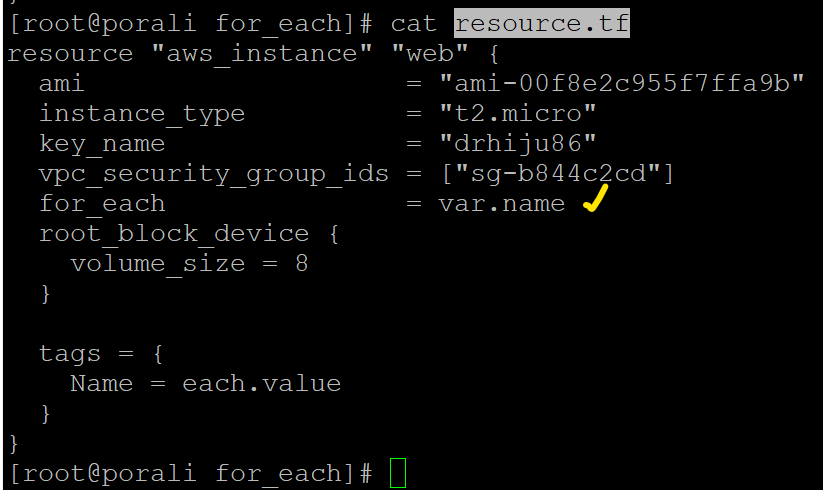 [root@porali for_each]# cat resource.tf
resource "aws_instance" "web" {
  ami                    = "ami-00f8e2c955f7ffa9b"
  instance_type          = "t2.micro"
  key_name               = "drhiju86"
  vpc_security_group_ids = ["sg-b844c2cd"]
  for_each               = var.name
  root_block_device {
    volume_size = 8
  }

  tags = {
    Name = each.value
  }
}
[root@porali for_each]#